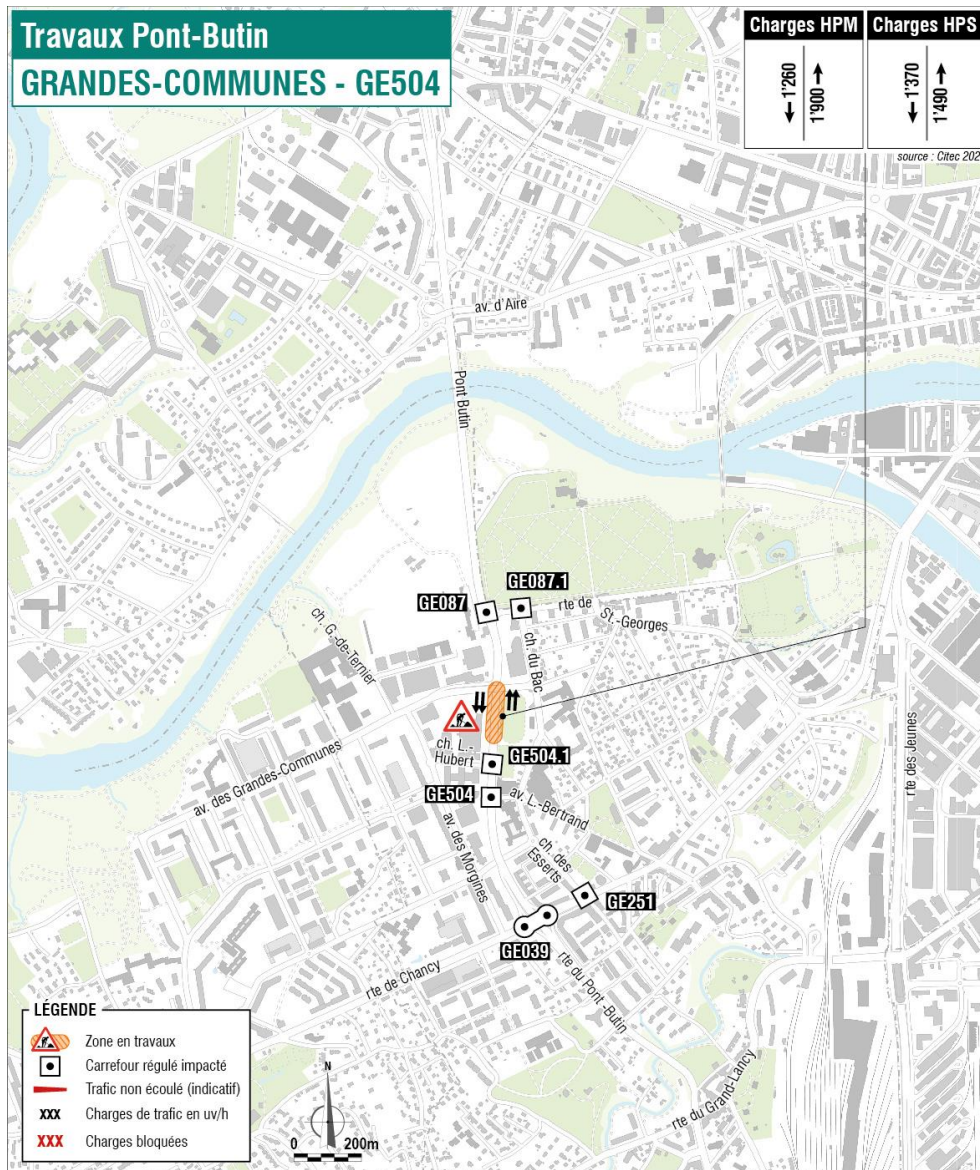 Travaux Pont-Butin
GRANDES-COMMUNES - GE504
Charges HPM
Charges HPS
← 1'260
1'900 →
← 1'370
1'490 →
source : Citec 202
av. d'Aïre
Pont Butin
GE087.1
GE087
rte de
St.-Georges
ch. G.-de-Ternier
ch. du Bac
ch. L.-
Hubert
GE504.1
av. des Grandes-Communes
GE504
av. L.-Bertrand
rte des Jeunes
av. des Morgines
ch. des
Esserts
GE251
GE039
rte de Chancy
rte du Pont -Butin
rte du Grand-Lancy
LÉGENDE
Zone en travaux
Carrefour régulé impacté
Trafic non écoulé (indicatif)
xxx Charges de trafic en uv/h
XXX Charges bloquées
N
0 200m